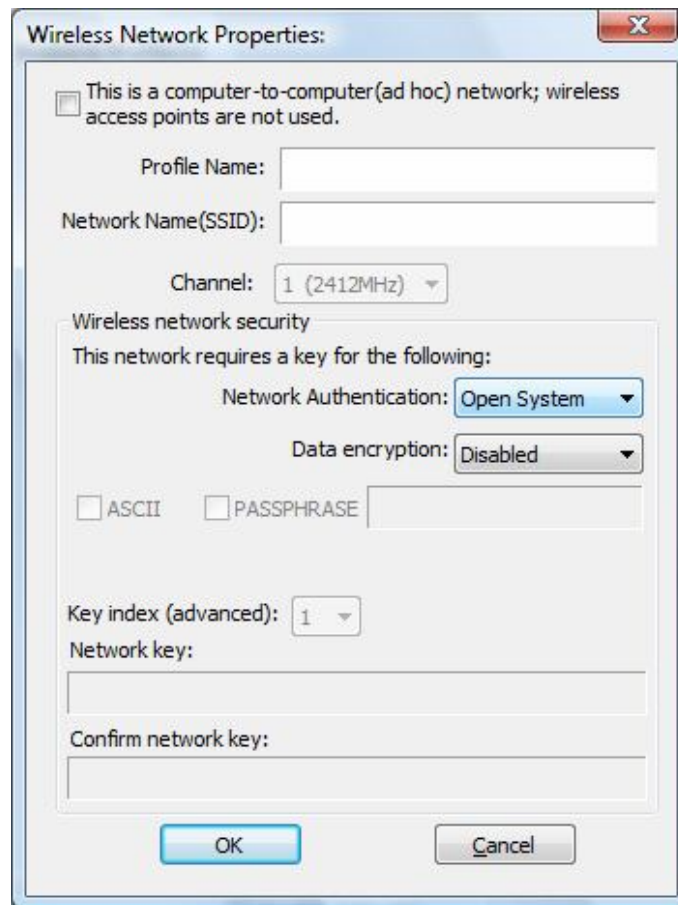 Wireless Network Properties:
This is a computer-to-computer(ad hoc) network; wireless
access points are not used.
Profile Name:
Network Name(SSID):
Channel: 1 (2412MHz)
Wireless network security
This network requires a key for the following:
Network Authentication: Open System
Data encryption: Disabled
ASCII PASSPHRASE
Key index (advanced): 1
Network key:
Confirm network key:
OK Cancel